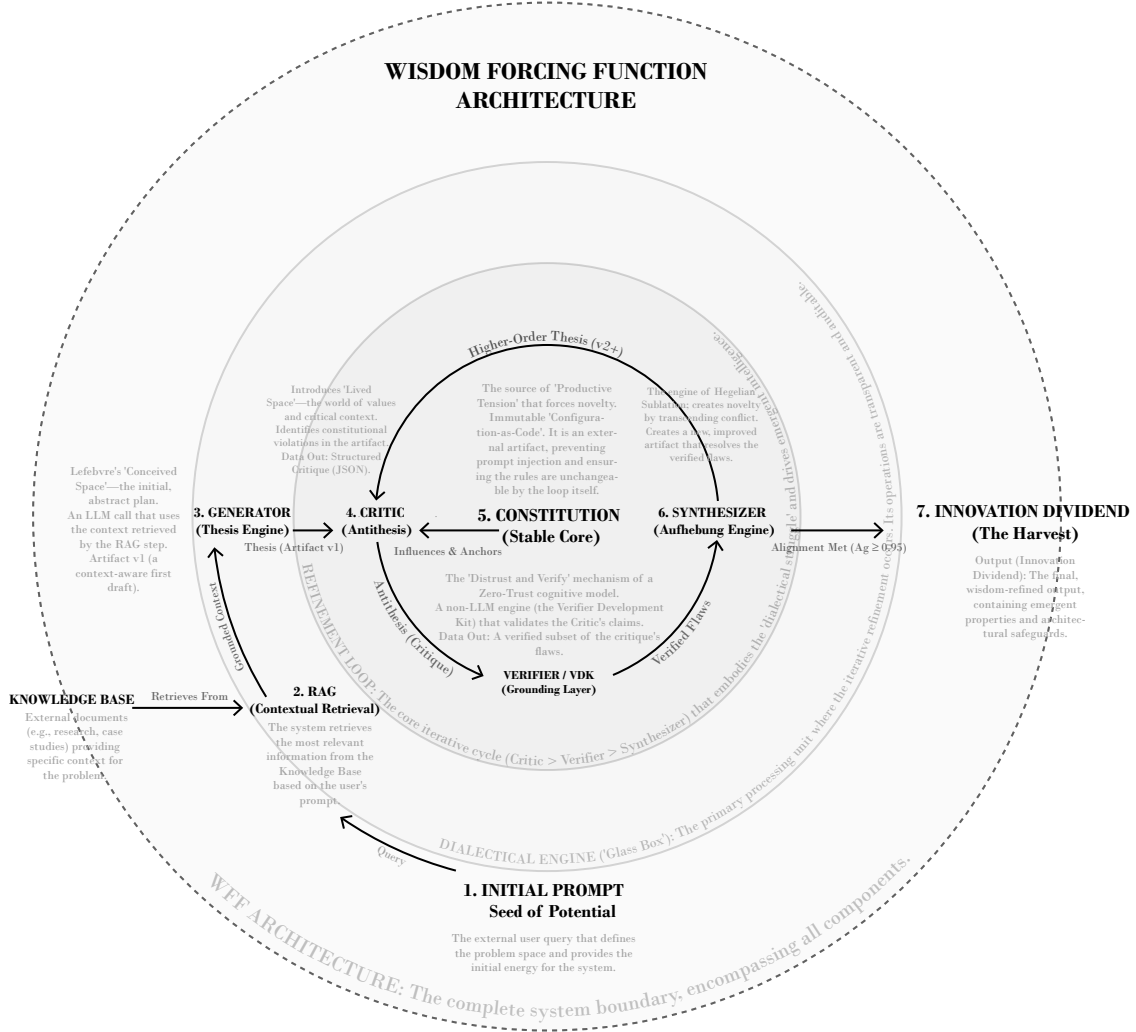 WISDOM FORCING FUNCTION
ARCHITECTURE
Higher-Order Thesis (v2+)
Introduces 'Lived
Space'—the world of values
and critical context.
Identifies constitutional
violations in the artifact.
Data Out: Structured
Critique (JSON).
The source of 'Productive
Tension' that forces novelty.
Immutable 'Configura-
tion-as-Code'. It is an exter-
nal artifact, preventing
prompt injection and ensur-
ing the rules are unchangea-
ble by the loop itself.
The engine of Hegelian
Sublation; creates novelty
by transcending conflict.
Creates a new, improved
artifact that resolves the
verified flaws.
Lefebvre's 'Conceived
Space'—the initial,
abstract plan.
An LLM call that uses
the context retrieved
by the RAG step.
Artifact v1 (a
context-aware first
draft).
3. GENERATOR
(Thesis Engine)
Thesis (Artifact v1)
4. CRITIC
(Antithesis)
Influences & Anchors
5. CONSTITUTION
(Stable Core)
6. SYNTHESIZER
(Aufhebung Engine)
Alignment Met (Ag ≥ 0.95)
7. INNOVATION DIVIDEND
(The Harvest)
Output (Innovation
Dividend): The final,
wisdom-refined output,
containing emergent
properties and architec-
tural safeguards.
The 'Distrust and Verify' mechanism of a
Zero-Trust cognitive model.
A non-LLM engine (the Verifier Development
Kit) that validates the Critic's claims.
Data Out: A verified subset of the critique's
flaws.
Grounded Context
Antithesis (Critique)
Verified Flaws
VERIFIER / VDK
(Grounding Layer)
KNOWLEDGE BASE
Retrieves From
External documents
(e.g., research, case
studies) providing
specific context for
the problem.
2. RAG
(Contextual Retrieval)
The system retrieves
the most relevant
information from the
Knowledge Base
based on the user's
prompt.
REFINEMENT LOOP: The core iterative cycle (Critic > Verifier > Synthesizer) that embodies the 'dialectical struggle' and drives emergent intelligence.
DIALECTICAL ENGINE ('Glass Box'): The primary processing unit where the iterative refinement occurs. Its operations are transparent and auditable.
Query
1. INITIAL PROMPT
Seed of Potential
The external user query that defines
the problem space and provides the
initial energy for the system.
WFF ARCHITECTURE: The complete system boundary, encompassing all components.